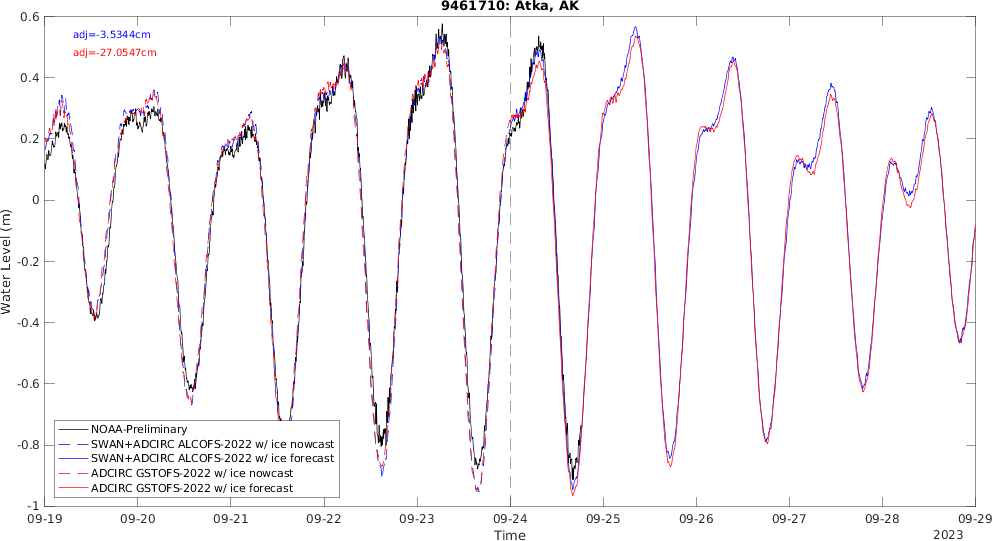 9461710: Atka, AK
adj=-3.5344cm
adj=-27.0547cm
Water Level (m)
0.6
0.4
0.2
0
-0.2
-0.4
-0.6
-0.8
-1
NOAA-Preliminary
SWAN+ADCIRC ALCOFS-2022 w/ ice nowcast
SWAN+ADCIRC ALCOFS-2022 w/ ice forecast
ADCIRC GSTOFS-2022 w/ ice nowcast
ADCIRC GSTOFS-2022 w/ ice forecast
09-19 09-20 09-21 09-22 09-23 09-24 09-25 09-26 09-27 09-28 09-29
Time
2023